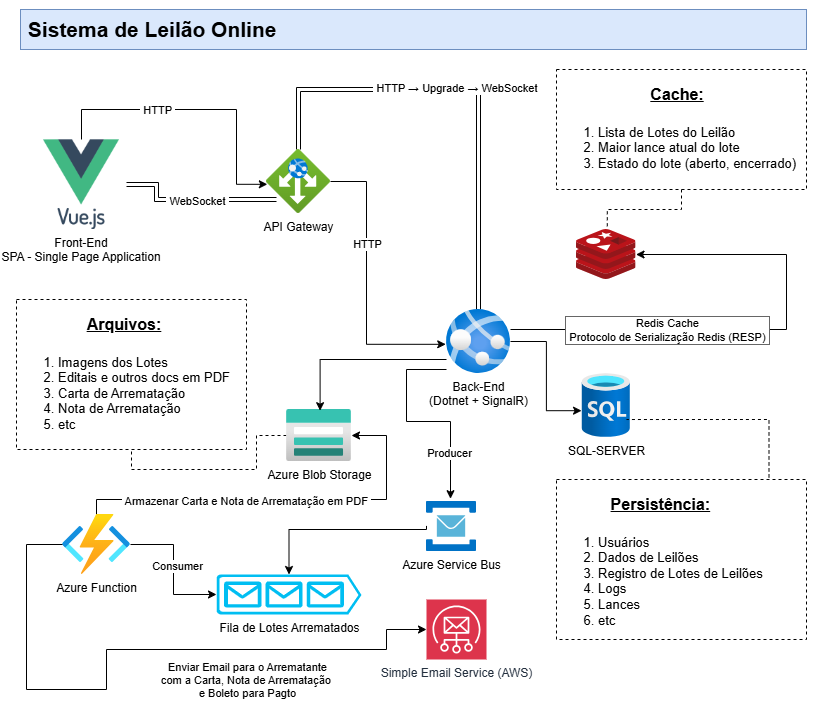 Sistema de Leilão Online
HTTP → Upgrade → WebSocket
HTTP
WebSocket
Vue.js
Front-End
SPA - Single Page Application
API Gateway
HTTP
Cache:
1. Lista de Lotes do Leilão
2. Maior lance atual do lote
3. Estado do lote (aberto, encerrado)
Redis Cache
Protocolo de Serialização Redis (RESP)
Arquivos:
1. Imagens dos Lotes
2. Editais e outros docs em PDF
3. Carta de Arrematação
4. Nota de Arrematação
5. etc
Back-End
(Dotnet + SignalR)
SQL
SQL-SERVER
Azure Blob Storage
Producer
Armazenar Carta e Nota de Arrematação em PDF
Azure Function
Consumer
Azure Service Bus
Fila de Lotes Arrematados
Persistência:
1. Usuários
2. Dados de Leilões
3. Registro de Lotes de Leilões
4. Logs
5. Lances
6. etc
Enviar Email para o Arrematante
com a Carta, Nota de Arrematação
e Boleto para Pagto
Simple Email Service (AWS)